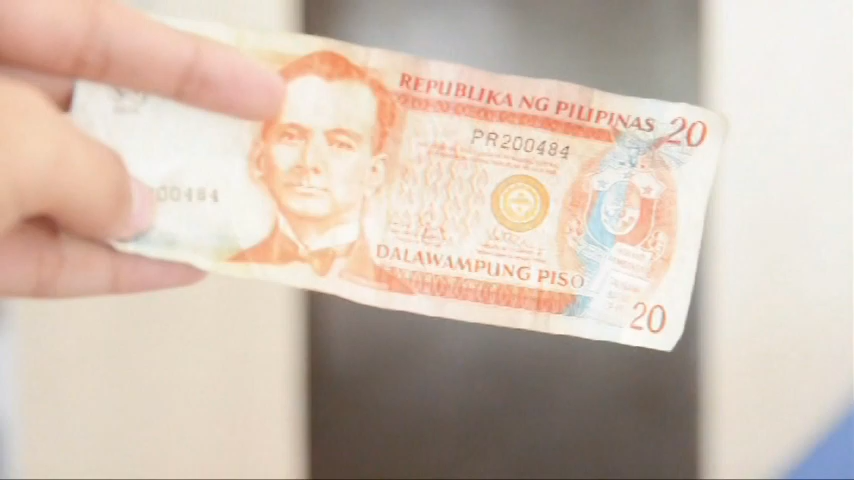 REPUBLIKA NG PILIPINAS
20
PR200484
00484
DALAWAMPUNG PISO
20